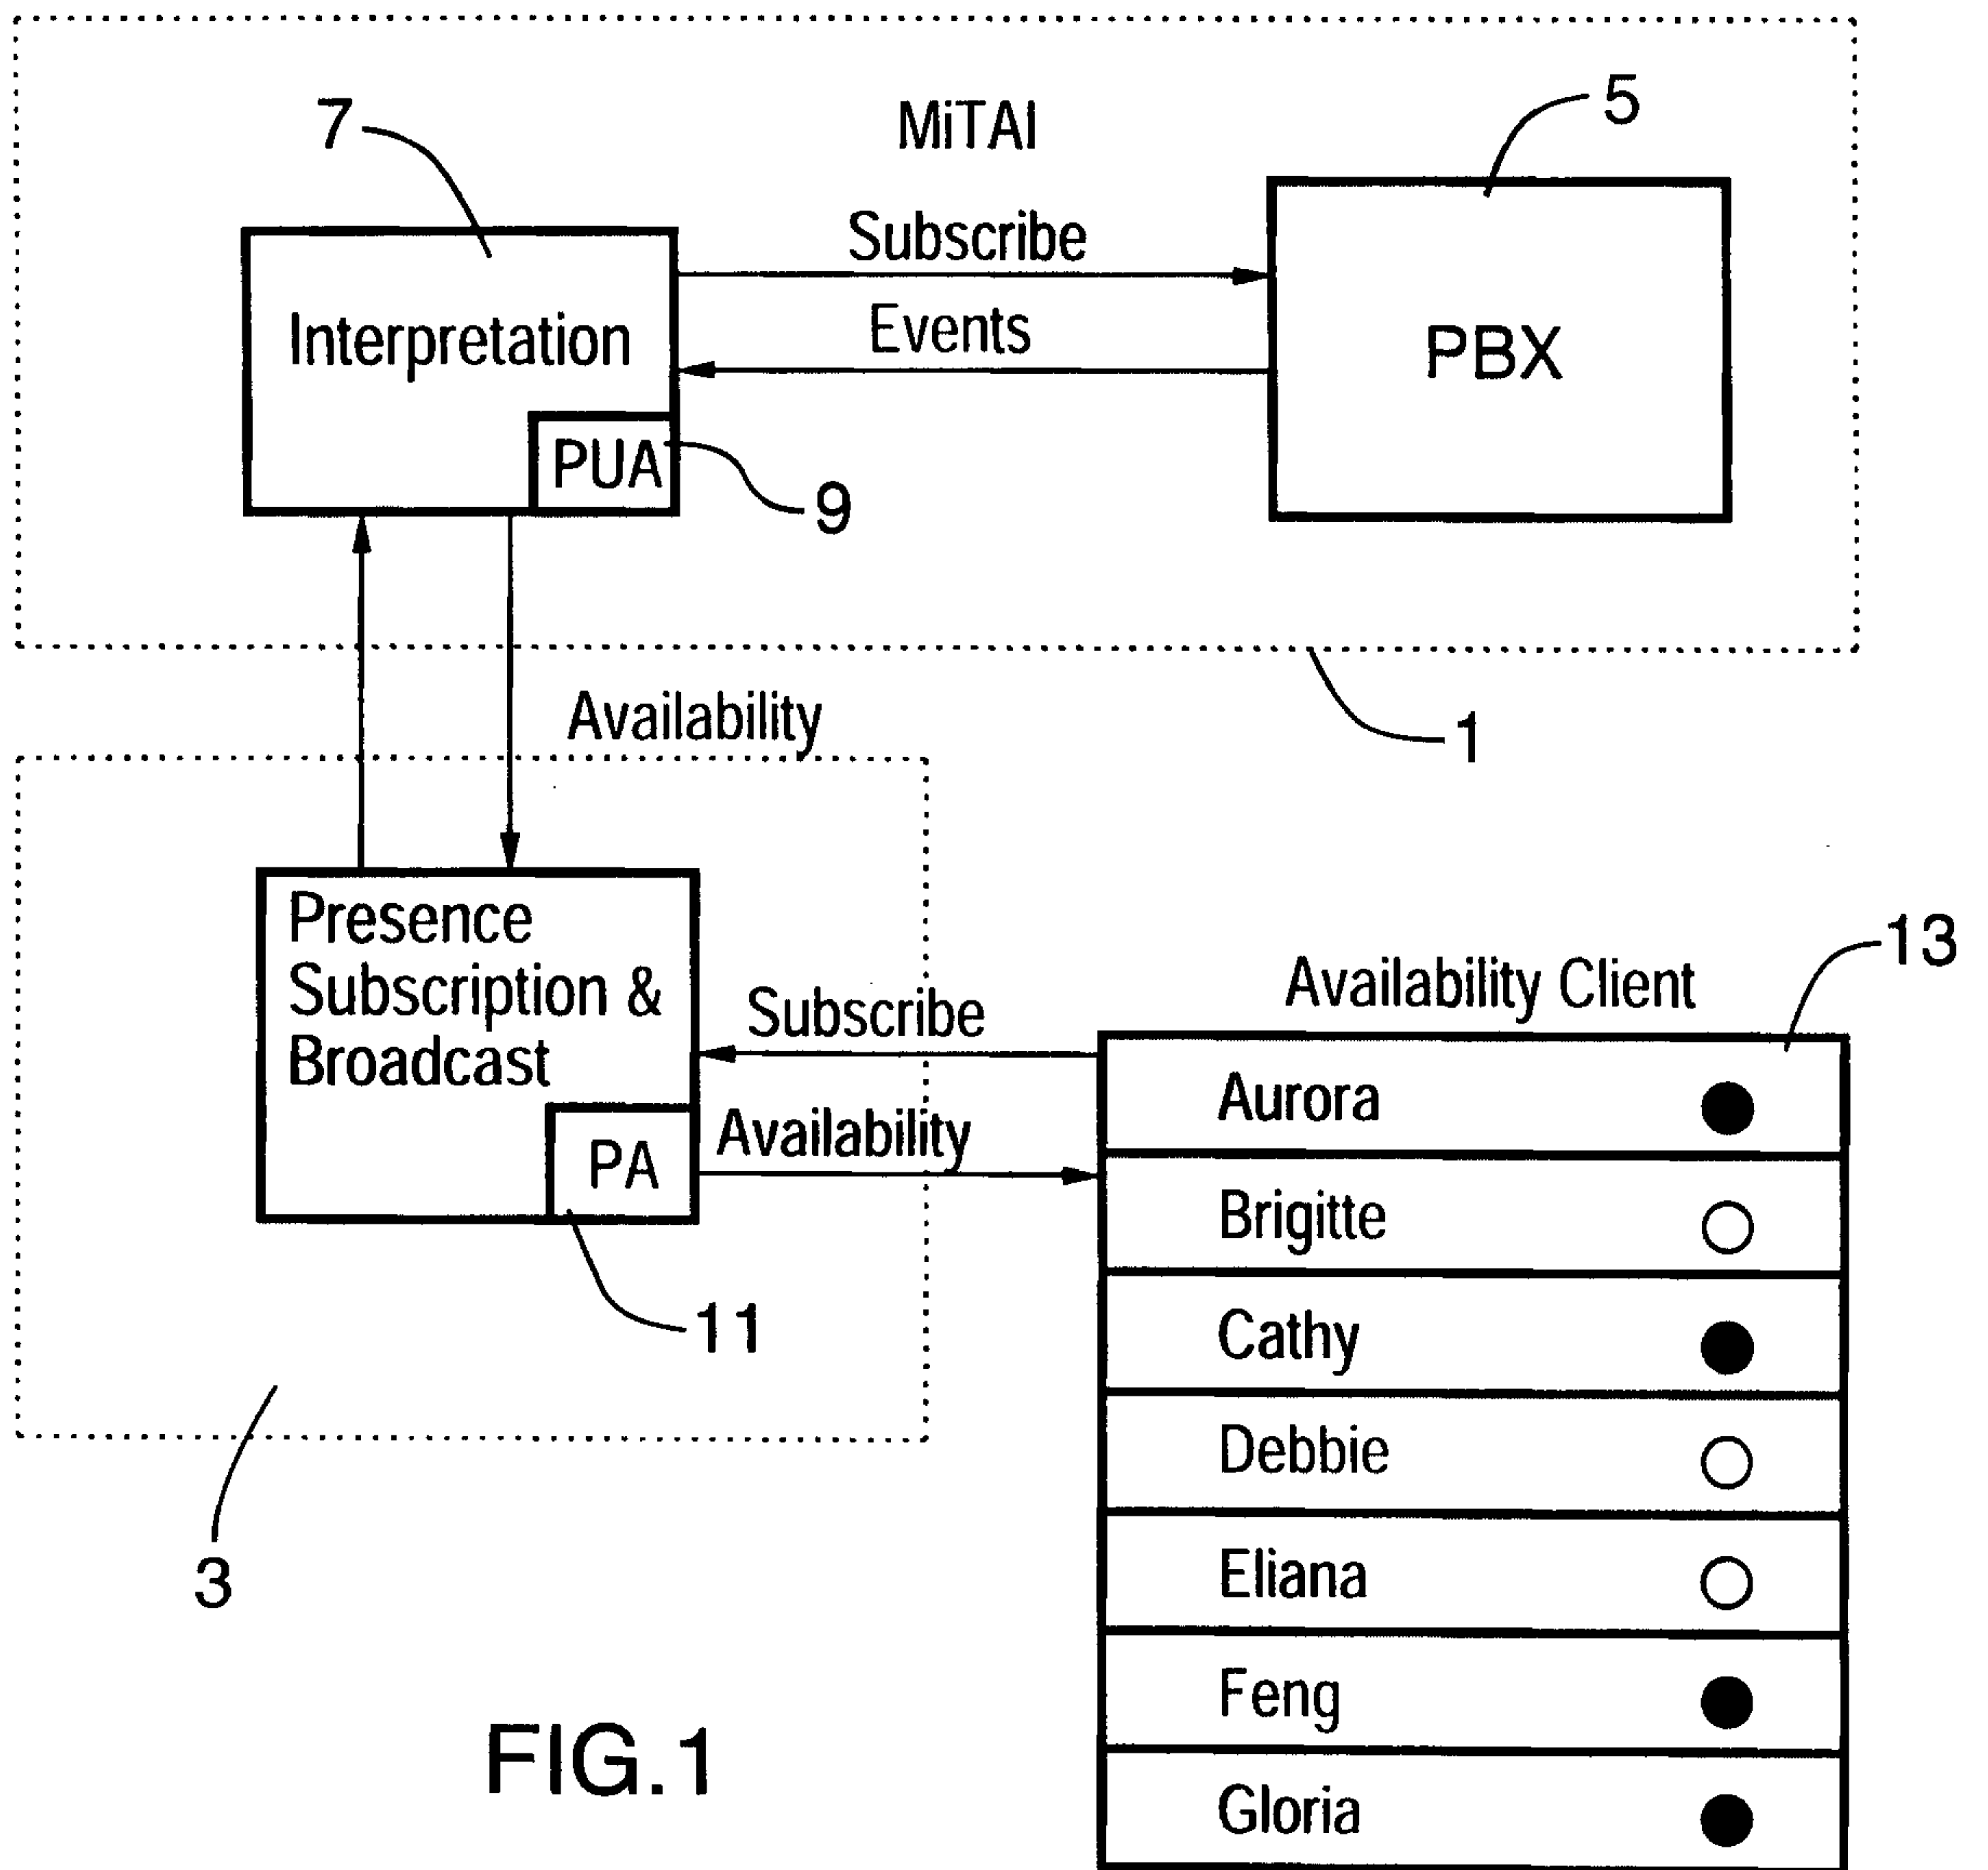 MiTAI
7
5
Subscribe
Interpretation
Events
PBX
PUA
9
1
Availability
Presence
Subscription &
Broadcast
PA
11
3
Subscribe
Availability
Availability Client
13
Aurora
Brigitte
Cathy
Debbie
Eliana
Feng
Gloria
FIG.1